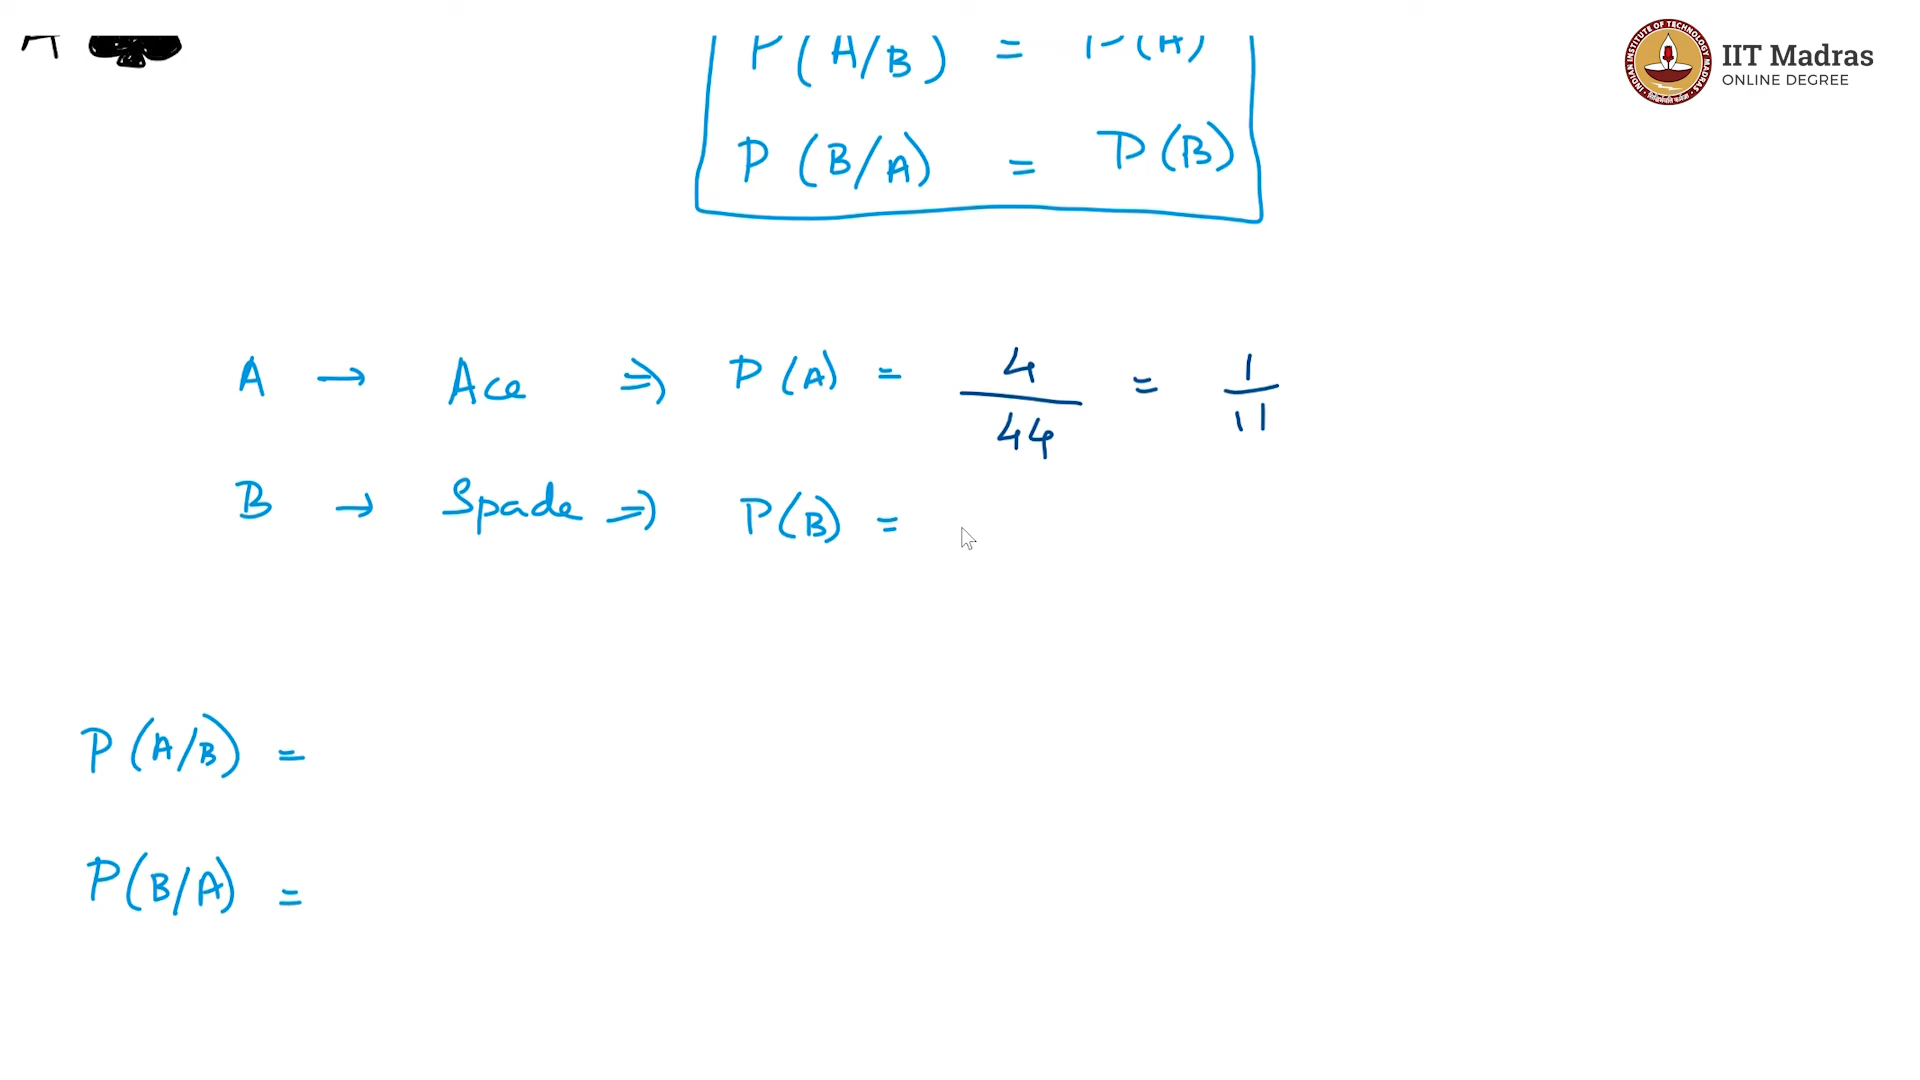 P(A/B) = P(A)
IIT Madras
ONLINE DEGREE
P(B/A) = P(B)
A → Ace ⇒ P(A) = 4/44 = 1/11
B → Spade ⇒ P(B) =
P(A/B) =
P(B/A) =